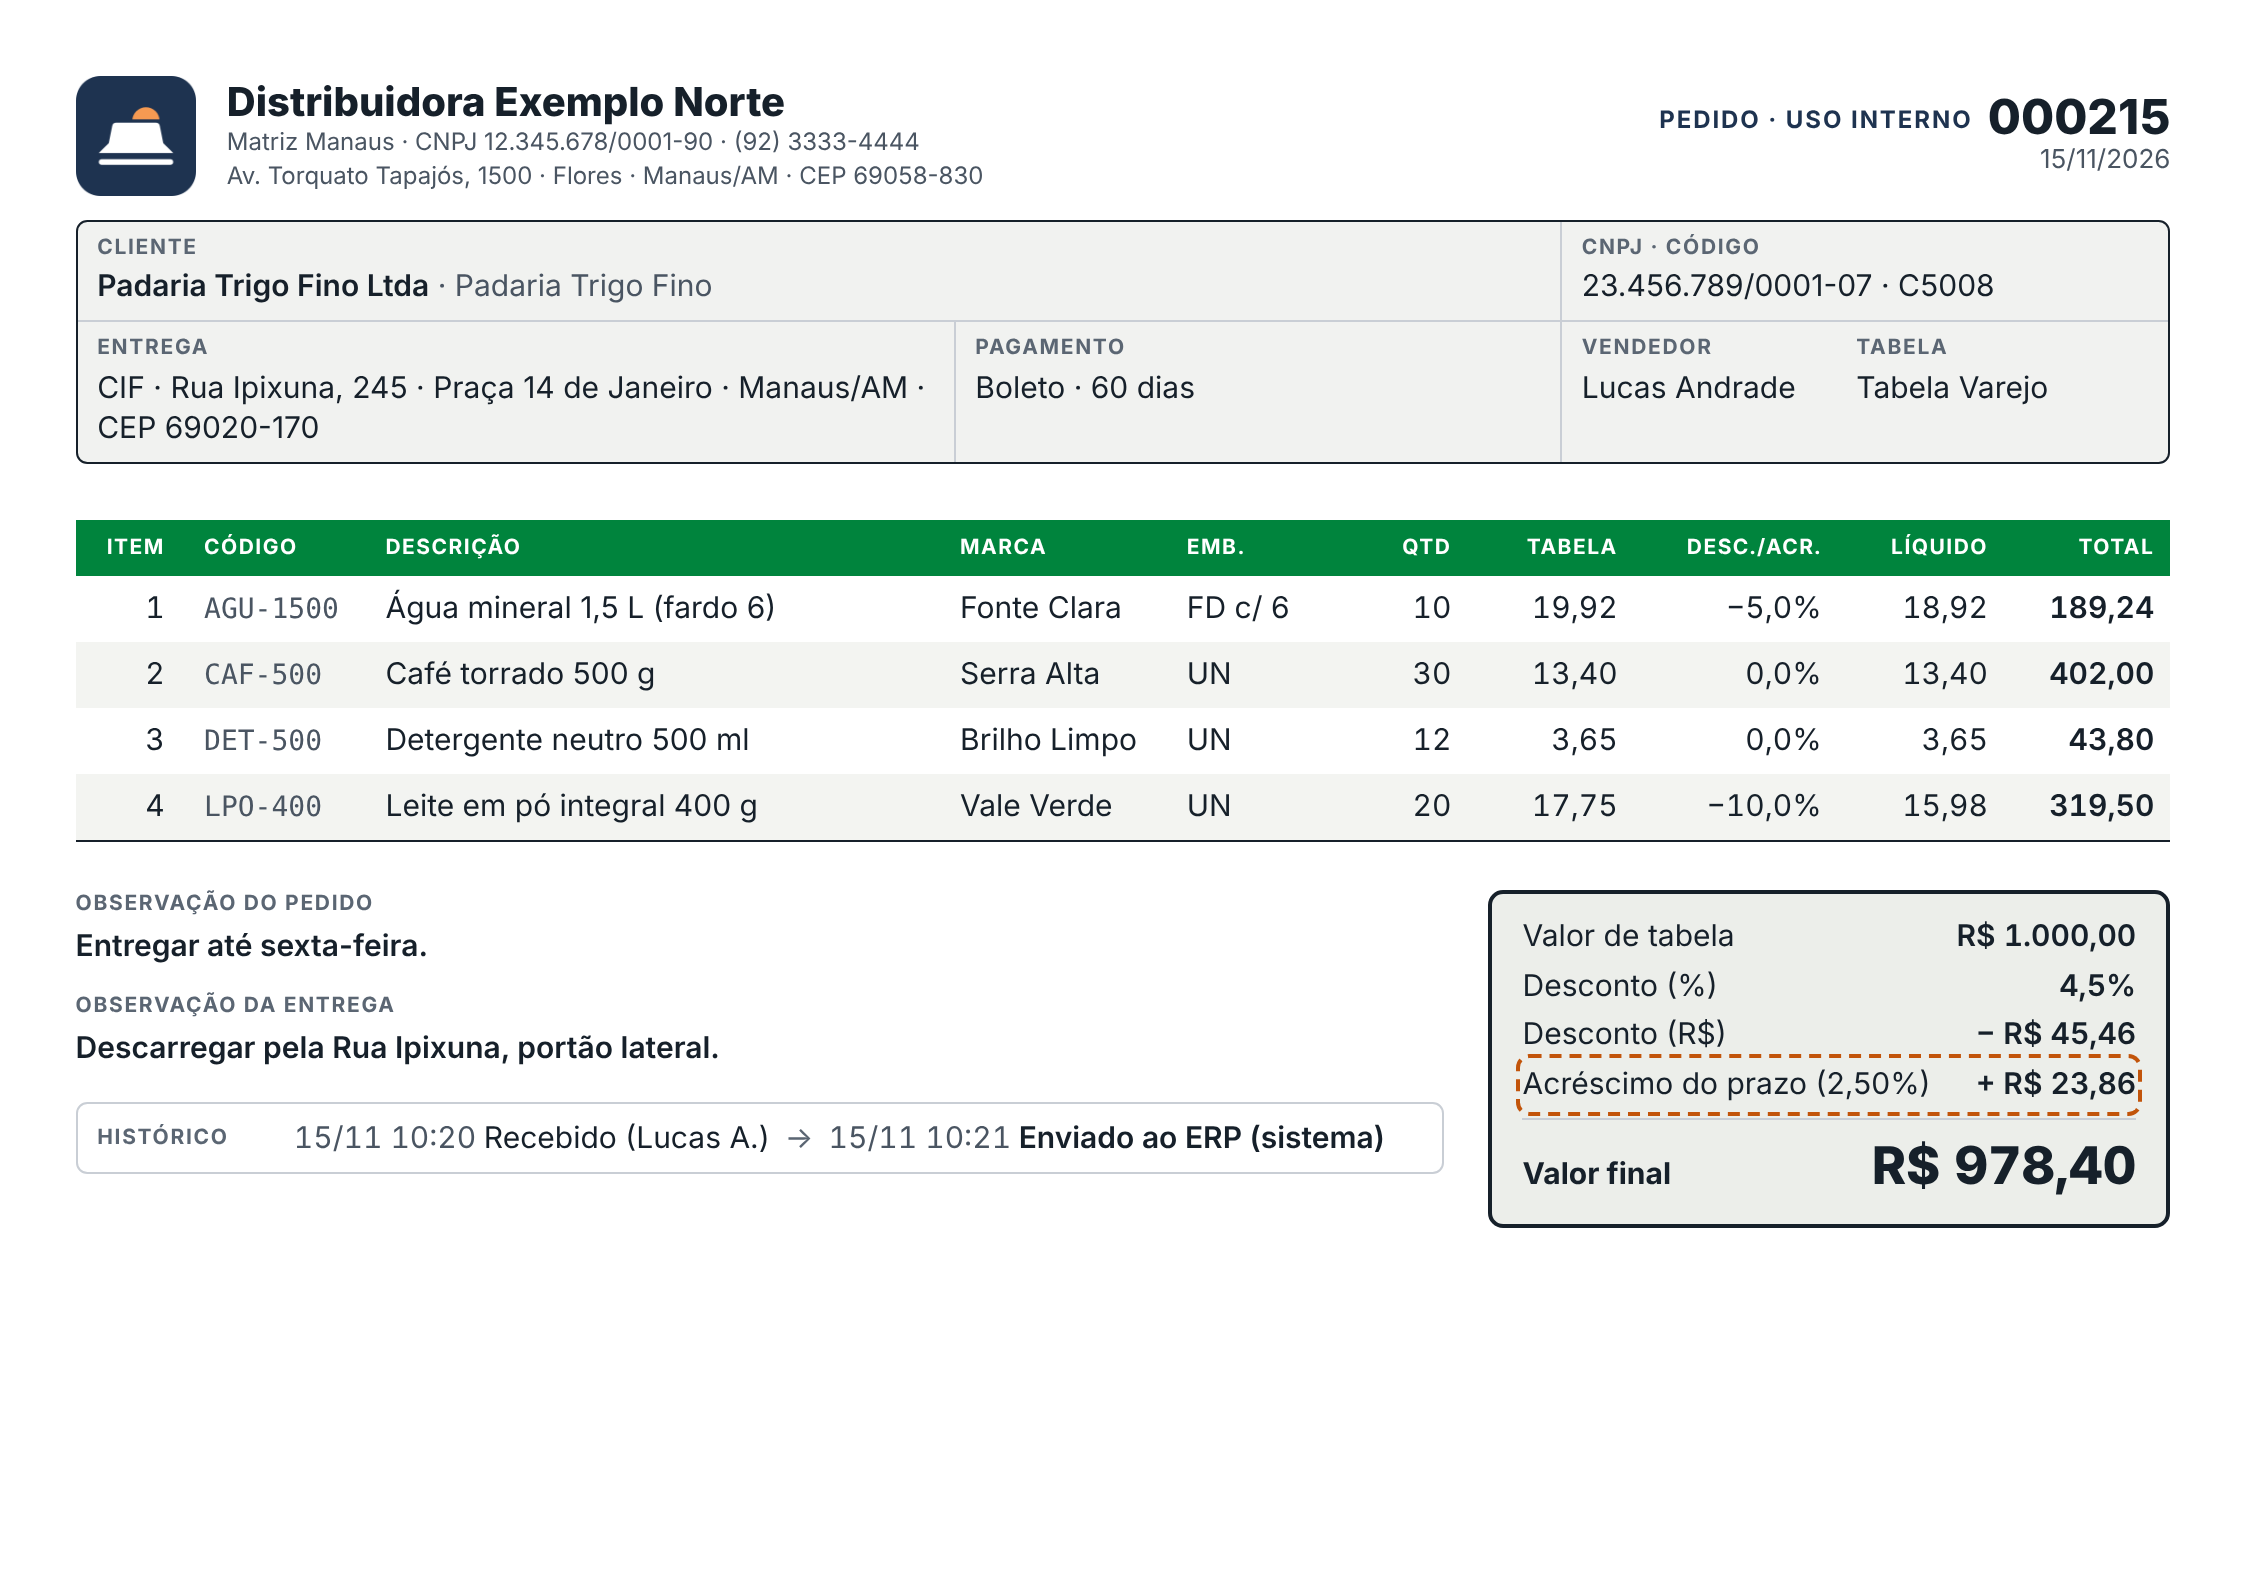 Distribuidora Exemplo Norte
Matriz Manaus · CNPJ 12.345.678/0001-90 · (92) 3333-4444
Av. Torquato Tapajós, 1500 · Flores · Manaus/AM · CEP 69058-830
PEDIDO · USO INTERNO 000215
15/11/2026
CLIENTE
Padaria Trigo Fino Ltda · Padaria Trigo Fino
CNPJ · CÓDIGO
23.456.789/0001-07 · C5008
ENTREGA
CIF · Rua Ipixuna, 245 · Praça 14 de Janeiro · Manaus/AM ·
CEP 69020-170
PAGAMENTO
Boleto · 60 dias
VENDEDOR
Lucas Andrade
TABELA
Tabela Varejo
ITEM CÓDIGO DESCRIÇÃO MARCA EMB. QTD TABELA DESC./ACR. LÍQUIDO TOTAL
1 AGU-1500 Água mineral 1,5 L (fardo 6) Fonte Clara FD c/ 6 10 19,92 −5,0% 18,92 189,24
2 CAF-500 Café torrado 500 g Serra Alta UN 30 13,40 0,0% 13,40 402,00
3 DET-500 Detergente neutro 500 ml Brilho Limpo UN 12 3,65 0,0% 3,65 43,80
4 LPO-400 Leite em pó integral 400 g Vale Verde UN 20 17,75 −10,0% 15,98 319,50
OBSERVAÇÃO DO PEDIDO
Entregar até sexta-feira.
OBSERVAÇÃO DA ENTREGA
Descarregar pela Rua Ipixuna, portão lateral.
HISTÓRICO 15/11 10:20 Recebido (Lucas A.) → 15/11 10:21 Enviado ao ERP (sistema)
Valor de tabela R$ 1.000,00
Desconto (%) 4,5%
Desconto (R$) − R$ 45,46
Acréscimo do prazo (2,50%) + R$ 23,86
Valor final R$ 978,40